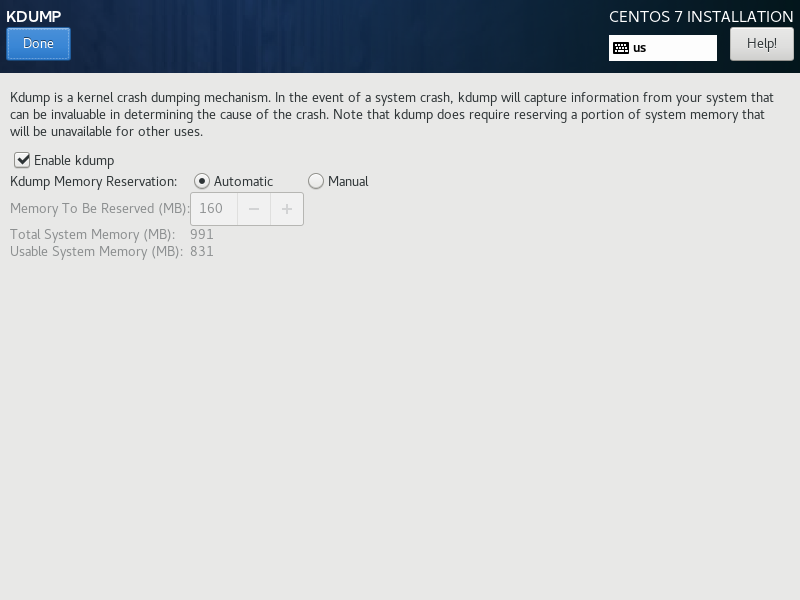 KDUMP
CENTOS 7 INSTALLATION
Done
us
Help!
Kdump is a kernel crash dumping mechanism. In the event of a system crash, kdump will capture information from your system that
can be invaluable in determining the cause of the crash. Note that kdump does require reserving a portion of system memory that
will be unavailable for other uses.
Enable kdump
Kdump Memory Reservation: Automatic Manual
Memory To Be Reserved (MB): 160 − +
Total System Memory (MB): 991
Usable System Memory (MB): 831